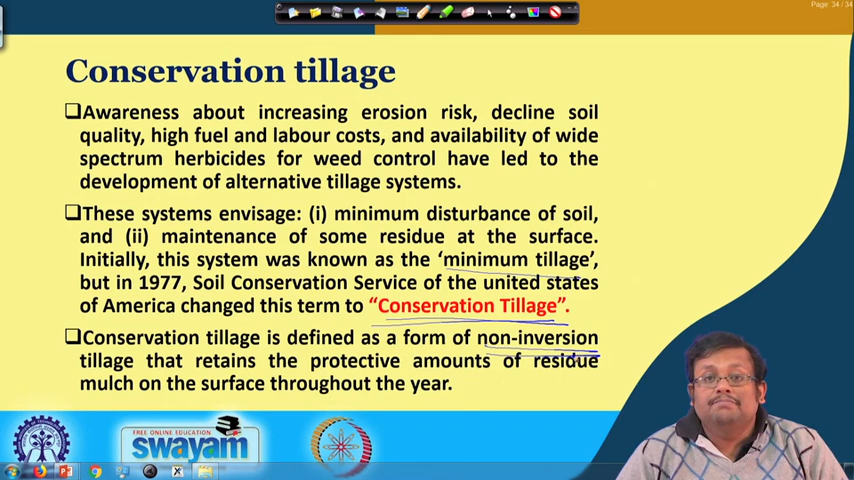 Page 34 / 34
Conservation tillage
❑Awareness about increasing erosion risk, decline soil
quality, high fuel and labour costs, and availability of wide
spectrum herbicides for weed control have led to the
development of alternative tillage systems.
❑These systems envisage: (i) minimum disturbance of soil,
and (ii) maintenance of some residue at the surface.
Initially, this system was known as the ‘minimum tillage’,
but in 1977, Soil Conservation Service of the united states
of America changed this term to “Conservation Tillage”.
❑Conservation tillage is defined as a form of non-inversion
tillage that retains the protective amounts of residue
mulch on the surface throughout the year.
FREE ONLINE EDUCATION
swayam